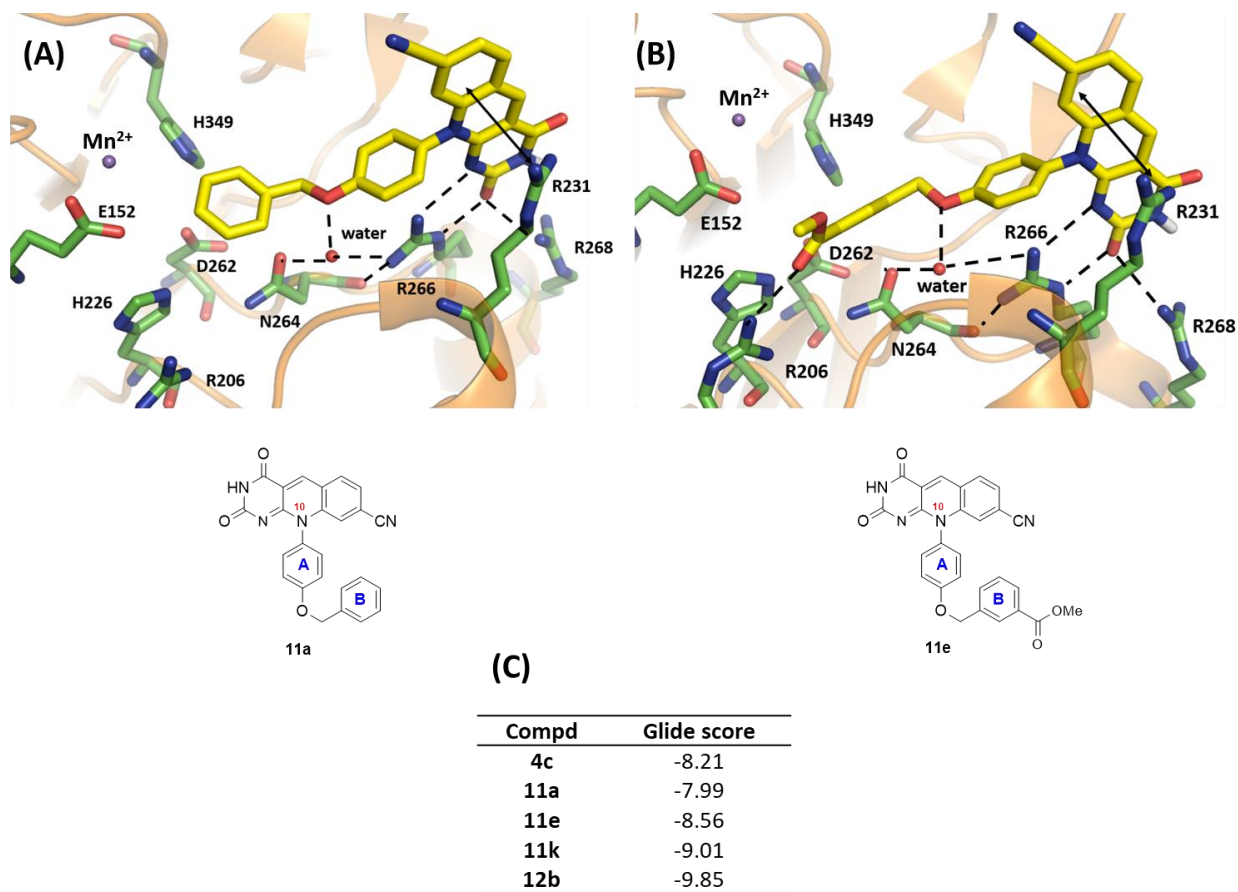 (A)
Mn2+
H349
R231
E152
water
D262
R268
H226
R266
N264
R206
(B)
Mn2+
H349
E152
R231
R266
D262
H226
water
R268
N264
R206
O
HN
10
O
N
N
CN
A
B
O
11a
O
HN
10
O
N
N
CN
A
B
O
OMe
O
11e
(C)
Compd Glide score
4c -8.21
11a -7.99
11e -8.56
11k -9.01
12b -9.85